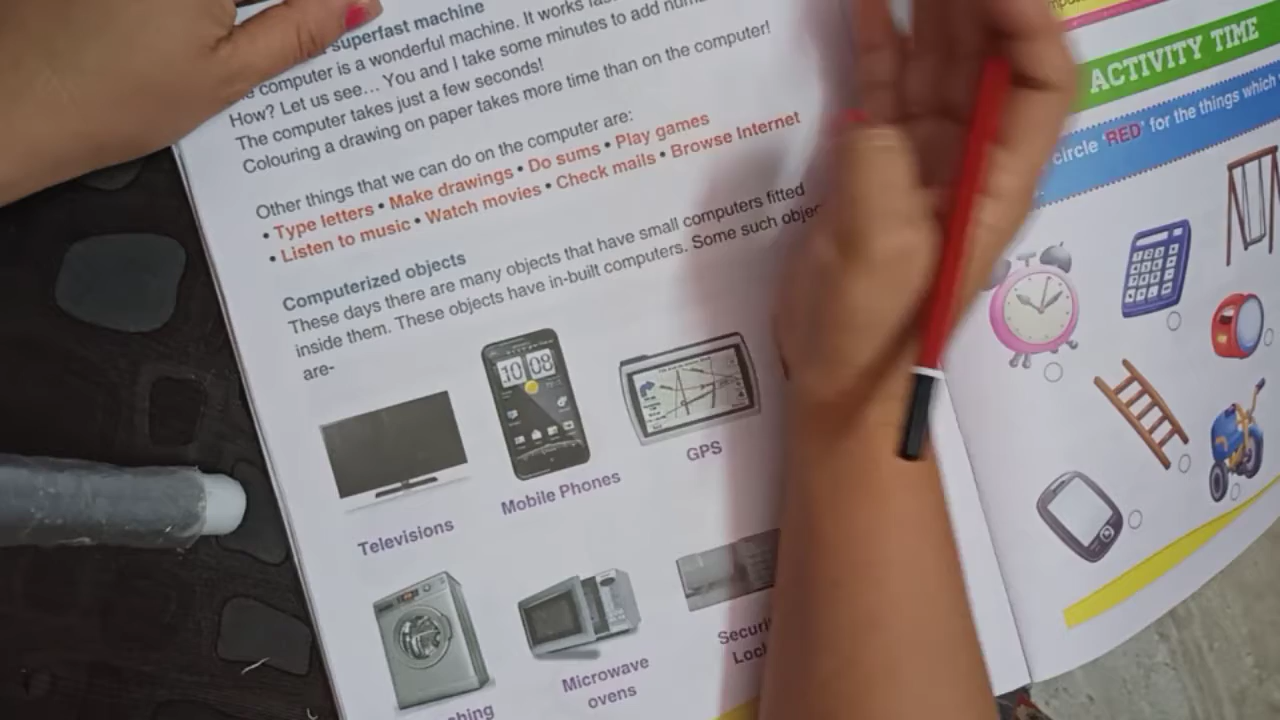 superfast machine
computer is a wonderful machine. It works
How? Let us see... You and I take some minutes to add
The computer takes just a few seconds!
Colouring a drawing on paper takes more time than on the computer!
Other things that we can do on the computer are:
• Type letters • Make drawings • Do sums • Play games
• Listen to music • Watch movies • Check mails • Browse Internet
Computerized objects
These days there are many objects that have small computers fitted
inside them. These objects have in-built computers. Some such
are-
10 08
Televisions
Mobile Phones
GPS
Microwave
ovens
ACTIVITY TIME
circle 'RED' for the things which